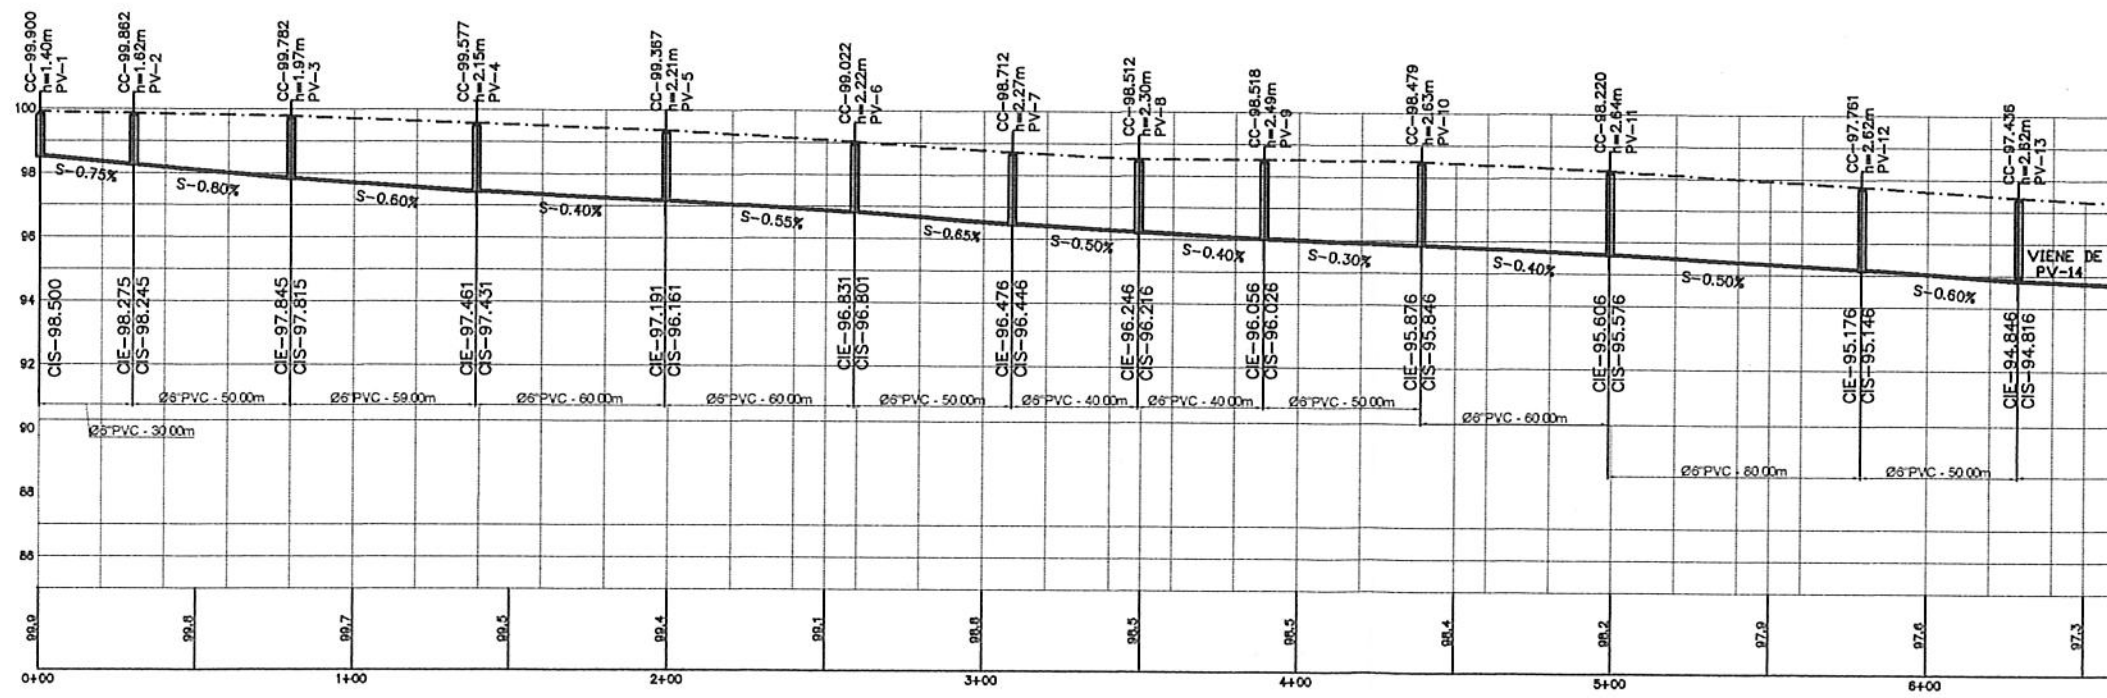 CC-99.900
h=1.40m
PV-1
CC-99.862
h=1.62m
PV-2
CC-99.782
h=1.97m
PV-3
CC-99.577
h=2.15m
PV-4
CC-99.367
h=2.21m
PV-5
CC-99.022
h=2.22m
PV-6
CC-98.712
h=2.27m
PV-7
CC-98.512
h=2.30m
PV-8
CC-98.518
h=2.49m
PV-9
CC-98.479
h=2.63m
PV-10
CC-98.220
h=2.64m
PV-11
CC-97.761
h=2.62m
PV-12
CC-97.436
h=2.62m
PV-13
100
98
96
94
92
90
88
86
S-0.75%
S-0.80%
S-0.60%
S-0.40%
S-0.55%
S-0.65%
S-0.50%
S-0.40%
S-0.30%
S-0.40%
S-0.50%
S-0.60%
VIENE DE
PV-14
CIS-98.500
CIE-98.275
CIS-98.245
CIE-97.845
CIS-97.815
CIE-97.461
CIS-97.431
CIE-97.191
CIS-96.161
CIE-96.831
CIS-96.801
CIE-96.476
CIS-96.446
CIE-96.246
CIS-96.216
CIE-96.056
CIS-96.026
CIE-95.876
CIS-95.846
CIE-95.606
CIS-95.576
CIE-95.176
CIS-95.146
CIE-94.846
CIS-94.816
Ø6"PVC - 30.00m
Ø6"PVC - 50.00m
Ø6"PVC - 59.00m
Ø6"PVC - 60.00m
Ø6"PVC - 60.00m
Ø6"PVC - 50.00m
Ø6"PVC - 40.00m
Ø6"PVC - 40.00m
Ø6"PVC - 50.00m
Ø6"PVC - 60.00m
Ø6"PVC - 80.00m
Ø6"PVC - 50.00m
99.9
99.8
99.7
99.5
99.4
99.1
98.8
98.5
98.5
98.4
98.2
97.9
97.6
97.3
0+00
1+00
2+00
3+00
4+00
5+00
6+00